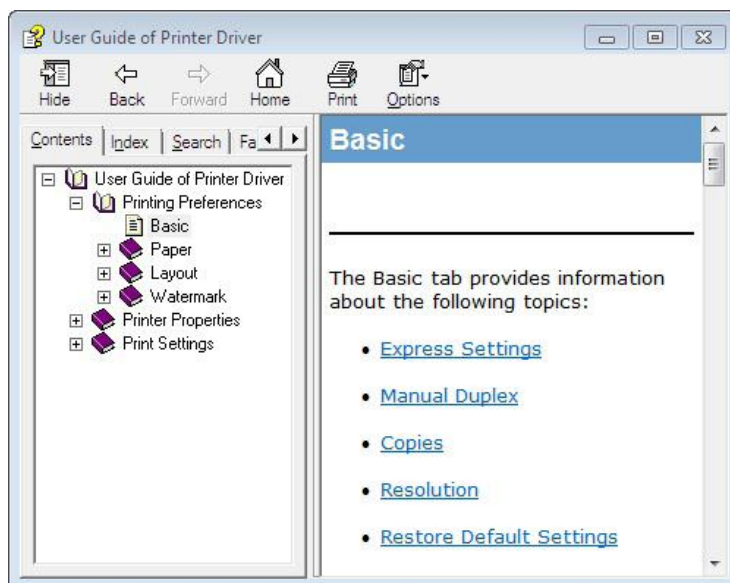 User Guide of Printer Driver
Hide Back Forward Home Print Options
Contents Index Search Fa
User Guide of Printer Driver
Printing Preferences
Basic
Paper
Layout
Watermark
Printer Properties
Print Settings
Basic
The Basic tab provides information
about the following topics:
• Express Settings
• Manual Duplex
• Copies
• Resolution
• Restore Default Settings